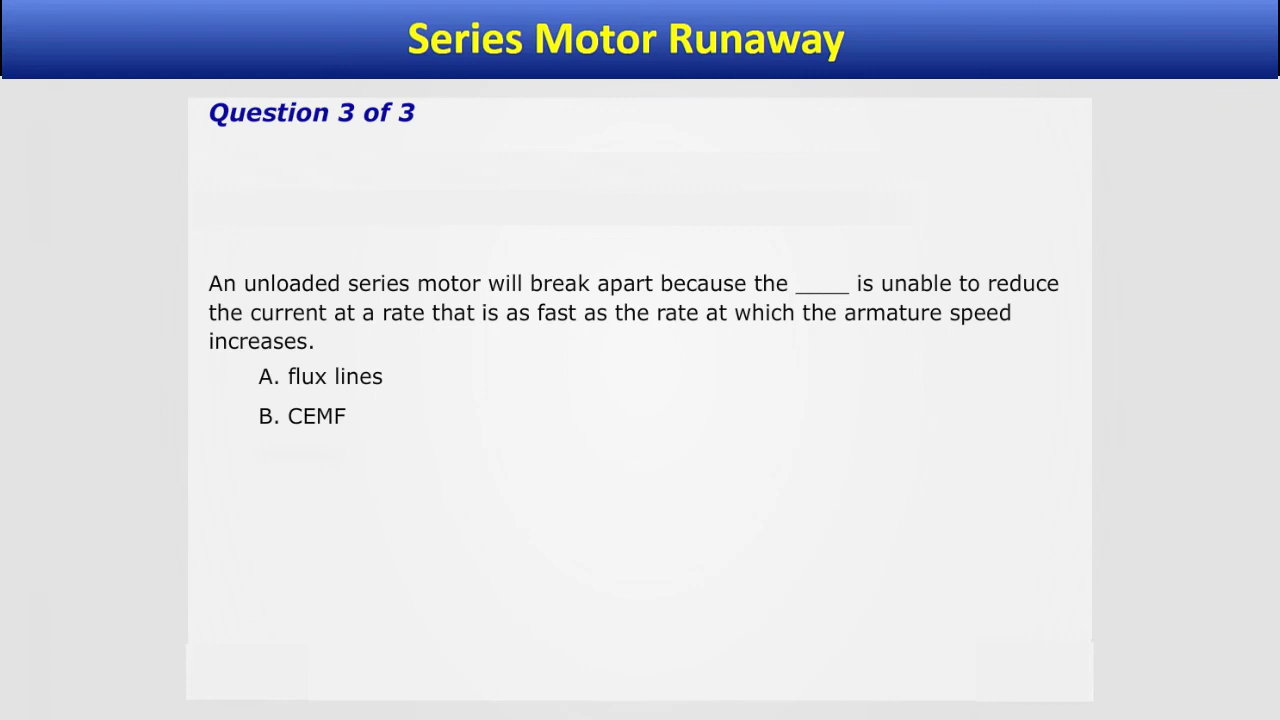 Series Motor Runaway
Question 3 of 3
An unloaded series motor will break apart because the _____ is unable to reduce
the current at a rate that is as fast as the rate at which the armature speed
increases.
A. flux lines
B. CEMF